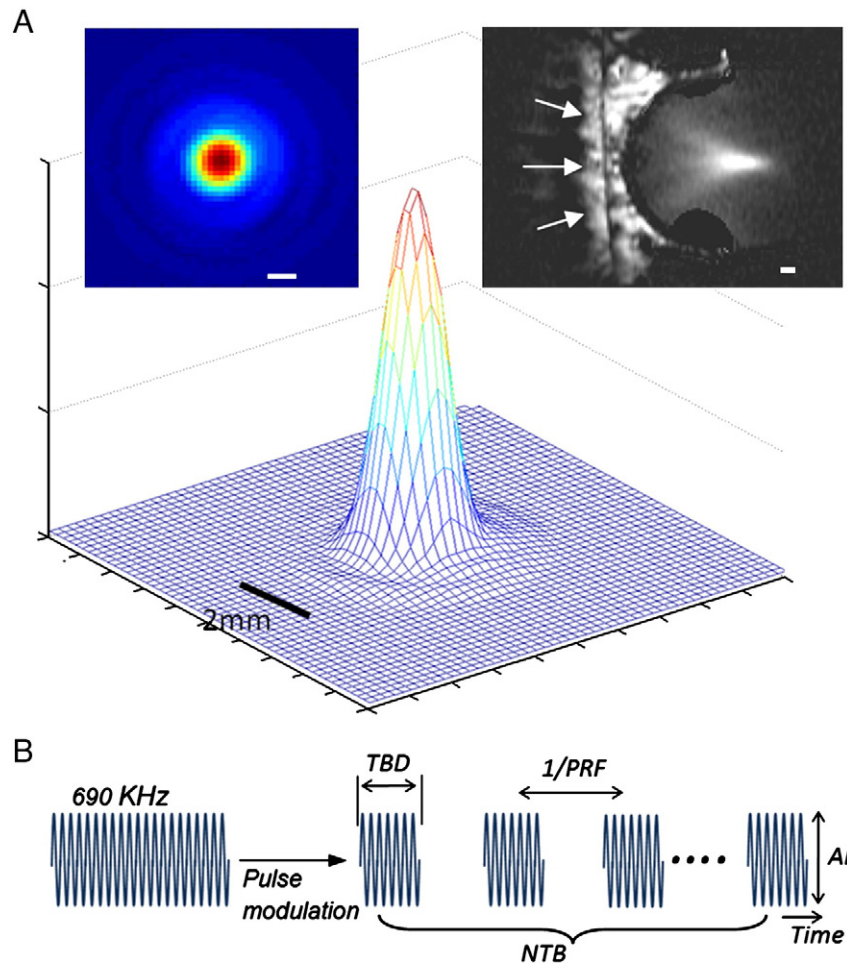 A
2mm
B
690 KHz
Pulse
modulation
TBD
1/PRF
NTB
Time